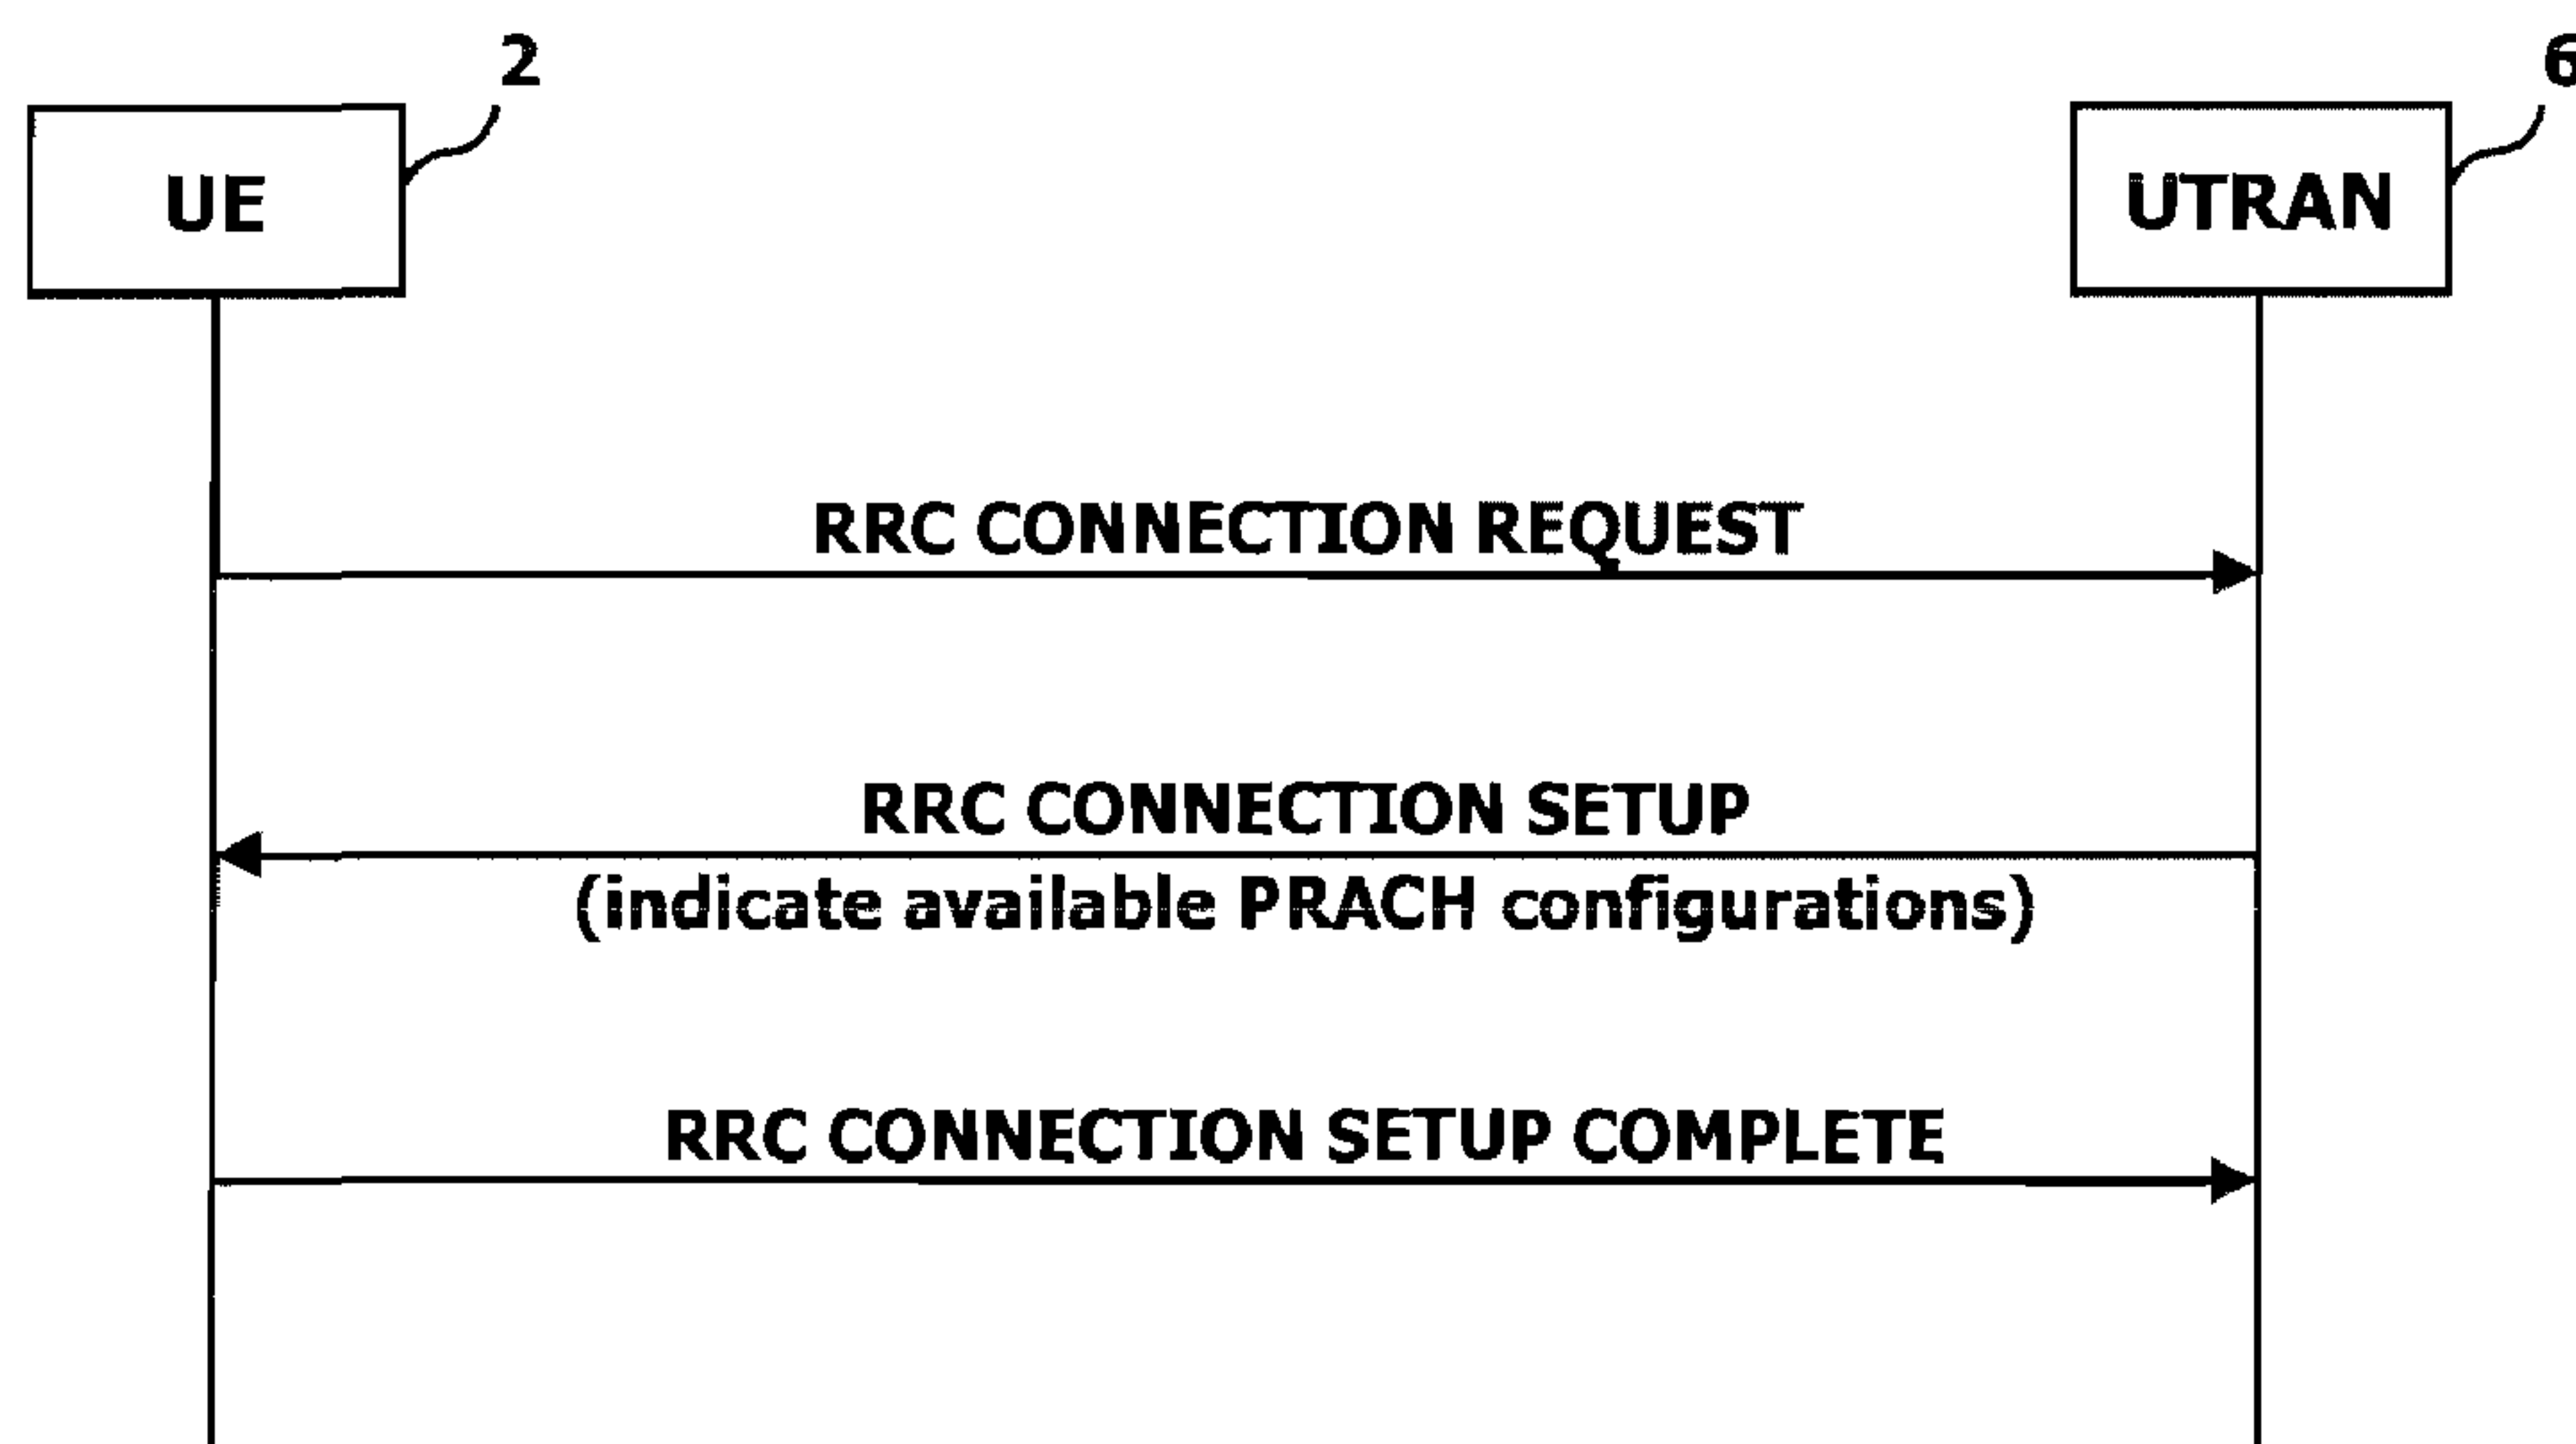 2
6
UE
UTRAN
RRC CONNECTION REQUEST
RRC CONNECTION SETUP
(indicate available PRACH configurations)
RRC CONNECTION SETUP COMPLETE